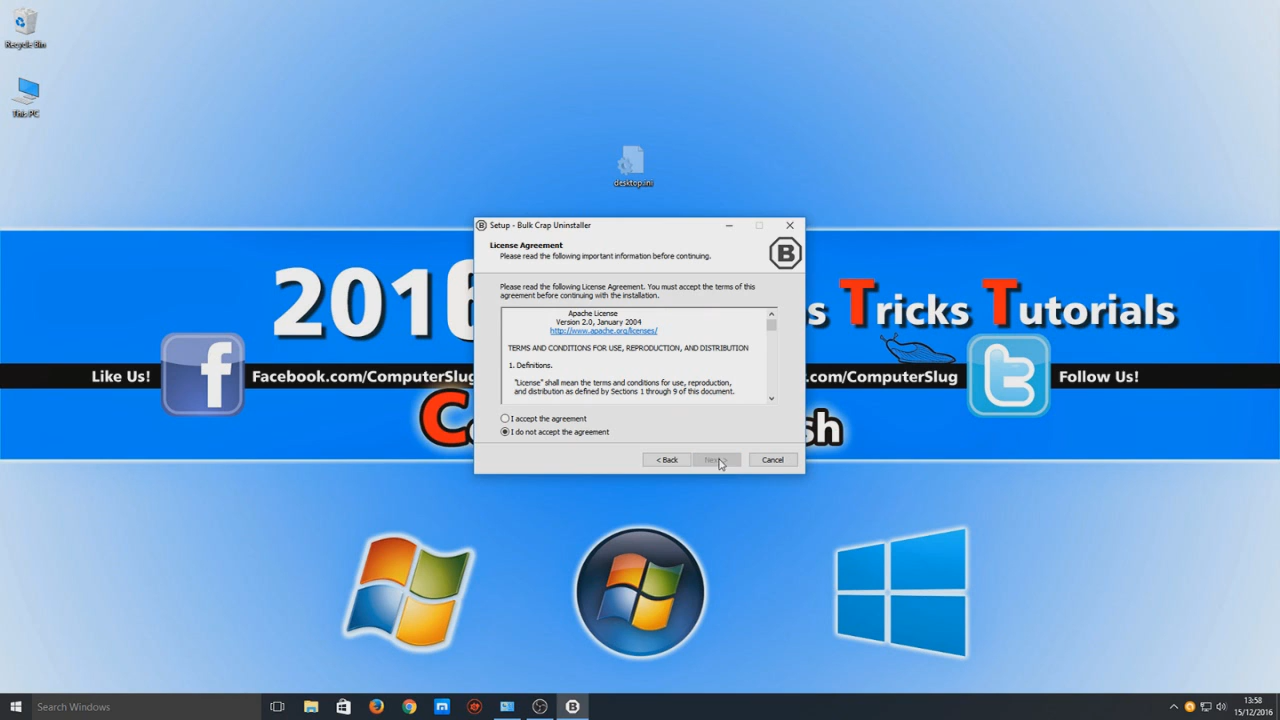 Recycle Bin
This PC
desktop.ini
Setup - Bulk Crap Uninstaller
License Agreement
Please read the following important information before continuing.
B
Please read the following License Agreement. You must accept the terms of this
agreement before continuing with the installation.
Apache License
Version 2.0, January 2004
http://www.apache.org/licenses/
TERMS AND CONDITIONS FOR USE, REPRODUCTION, AND DISTRIBUTION
1. Definitions.
"License" shall mean the terms and conditions for use, reproduction,
and distribution as defined by Sections 1 through 9 of this document.
I accept the agreement
I do not accept the agreement
< Back
Cancel
2016
s Tricks Tutorials
Like Us!
Facebook.com/ComputerSlug
.com/ComputerSlug
Follow Us!
sh
Search Windows
13:58
15/12/2016